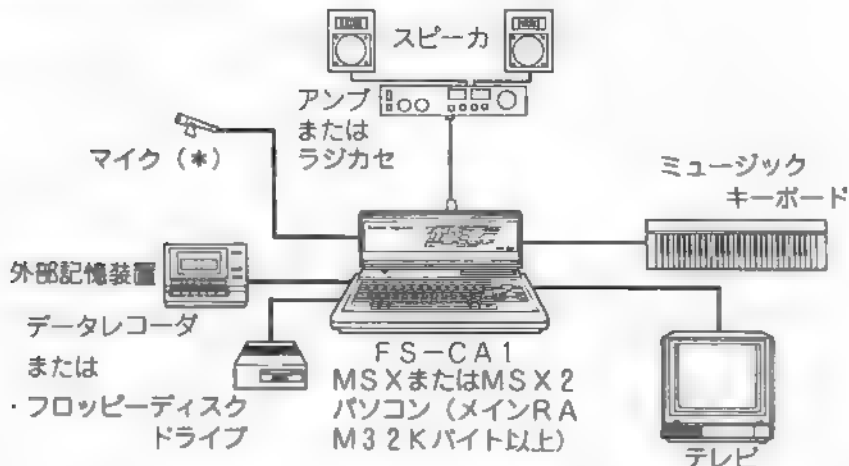 スピーカ
アンプ
または
ラジカセ
マイク（*）
ミュージック
キーボード
外部記憶装置
データレコーダ
または
・フロッピーディスク
ドライブ
FS-CA1
MSXまたはMSX2
パソコン（メインRA
M32Kバイト以上）
テレビ